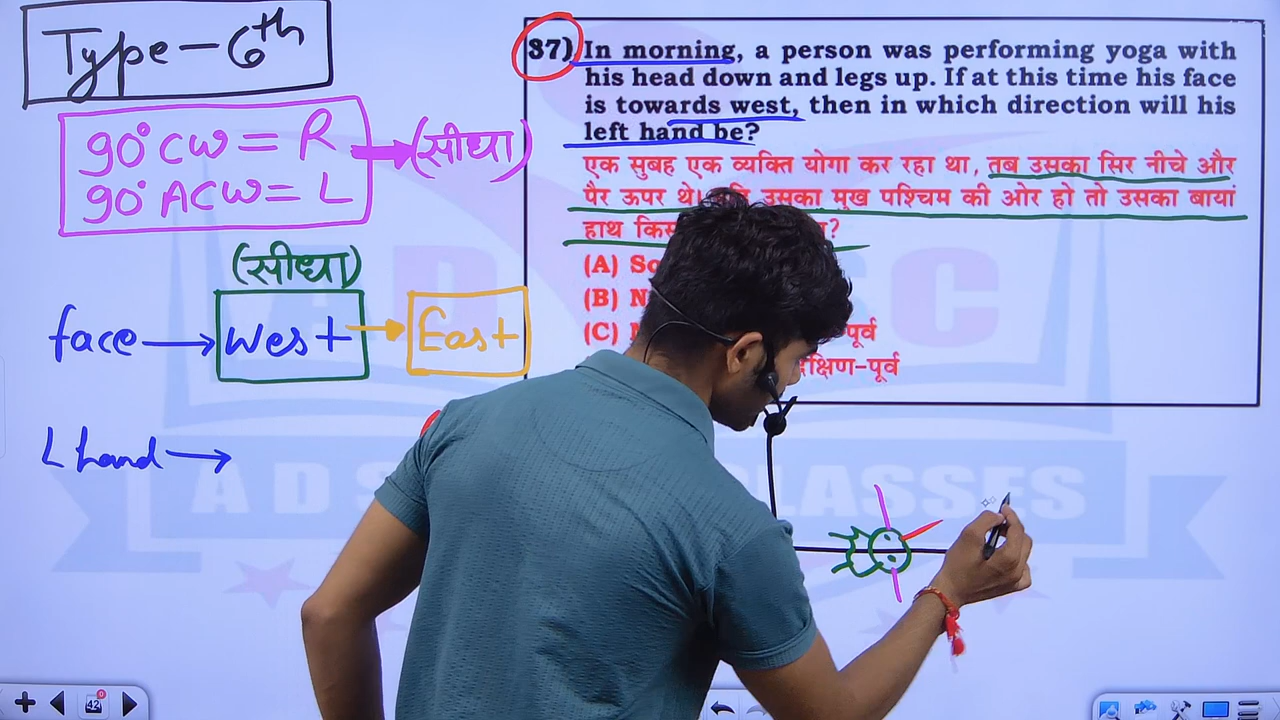 Type-6th
90° CW = R
90° ACW = L
(सीधा)
(सीधा)
face → West → East
L hand →
37) In morning, a person was performing yoga with
his head down and legs up. If at this time his face
is towards west, then in which direction will his
left hand be?
एक सुबह एक व्यक्ति योगा कर रहा था, तब उसका सिर नीचे और
पैर ऊपर थे। उसका मुख पश्चिम की ओर हो तो उसका बायां
हाथ
(A)
(B)
(C) पूर्व
दक्षिण-पूर्व
42